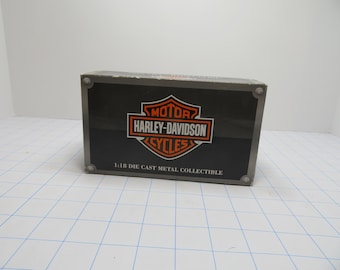 MOTOR
HARLEY-DAVIDSON
CYCLES
1:18 DIE CAST METAL COLLECTIBLE